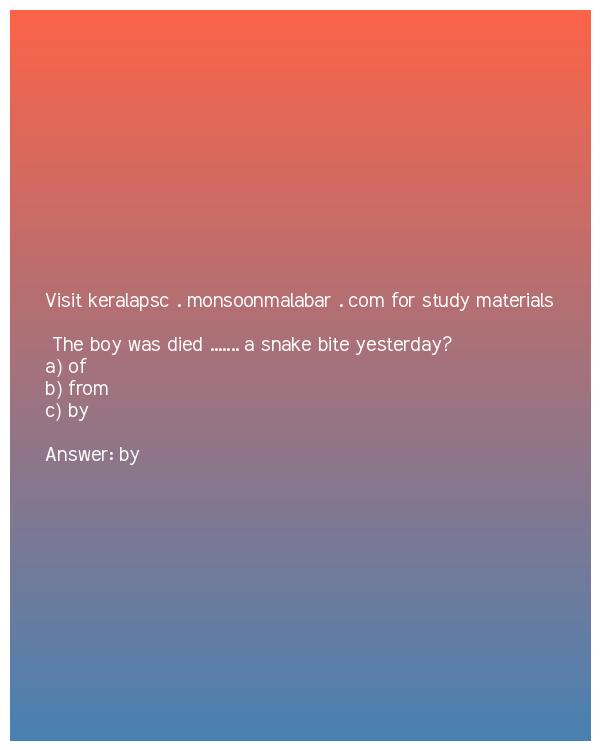 Visit keralapsc . monsoonmalabar . com for study materials
The boy was died ....... a snake bite yesterday?
a) of
b) from
c) by
Answer: by